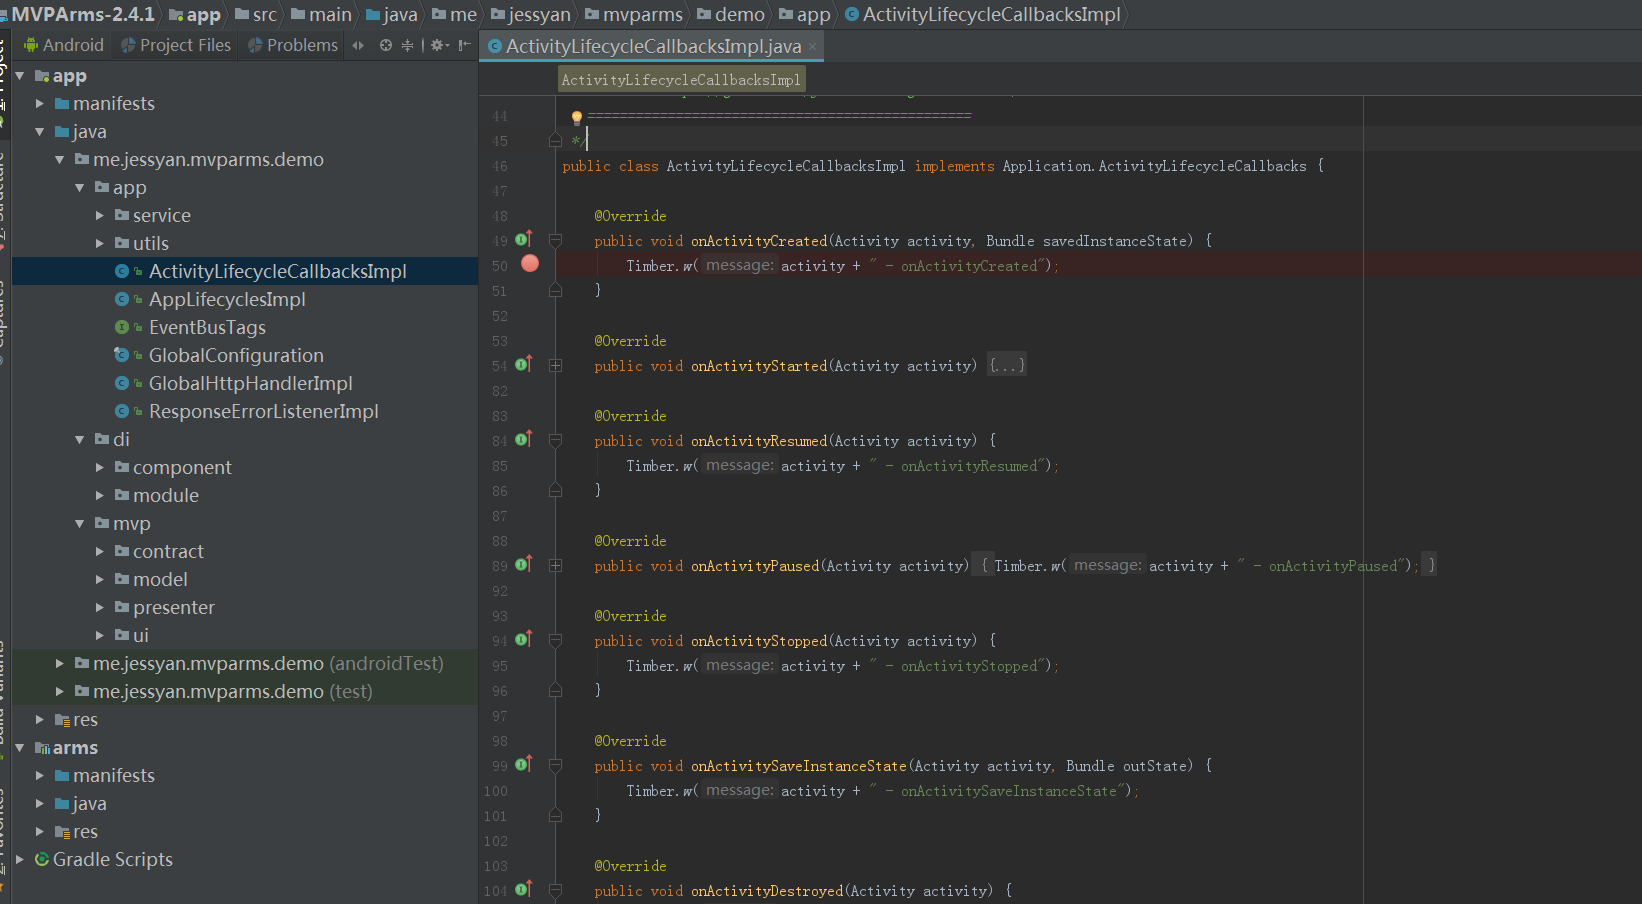 MVPArms-2.4.1 app src main java me jessyan mvparms demo app ActivityLifecycleCallbacksImpl
Android Project Files Problems
app
manifests
java
me.jessyan.mvparms.demo
app
service
utils
ActivityLifecycleCallbacksImpl
AppLifecyclesImpl
EventBusTags
GlobalConfiguration
GlobalHttpHandlerImpl
ResponseErrorListenerImpl
di
component
module
mvp
contract
model
presenter
ui
me.jessyan.mvparms.demo (androidTest)
me.jessyan.mvparms.demo (test)
res
arms
manifests
java
res
Gradle Scripts
ActivityLifecycleCallbacksImpl.java
ActivityLifecycleCallbacksImpl
44 ================================================
45 */
46 public class ActivityLifecycleCallbacksImpl implements Application.ActivityLifecycleCallbacks {
47
48 @Override
49 public void onActivityCreated(Activity activity, Bundle savedInstanceState) {
50 Timber.w( message: activity + " - onActivityCreated");
51 }
52
53 @Override
54 public void onActivityStarted(Activity activity) {...}
82
83 @Override
84 public void onActivityResumed(Activity activity) {
85 Timber.w( message: activity + " - onActivityResumed");
86 }
87
88 @Override
89 public void onActivityPaused(Activity activity) { Timber.w( message: activity + " - onActivityPaused"); }
92
93 @Override
94 public void onActivityStopped(Activity activity) {
95 Timber.w( message: activity + " - onActivityStopped");
96 }
97
98 @Override
99 public void onActivitySaveInstanceState(Activity activity, Bundle outState) {
100 Timber.w( message: activity + " - onActivitySaveInstanceState");
101 }
102
103 @Override
104 public void onActivityDestroyed(Activity activity) {